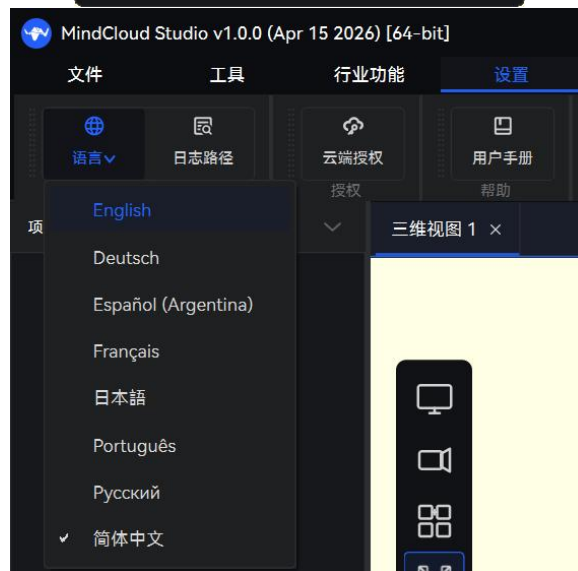 MindCloud Studio v1.0.0 (Apr 15 2026) [64-bit]
文件 工具 行业功能 设置
语言 日志路径 云端授权 用户手册
授权 帮助
项
三维视图 1 ×
English
Deutsch
Español (Argentina)
Français
日本語
Português
Русский
✓ 简体中文